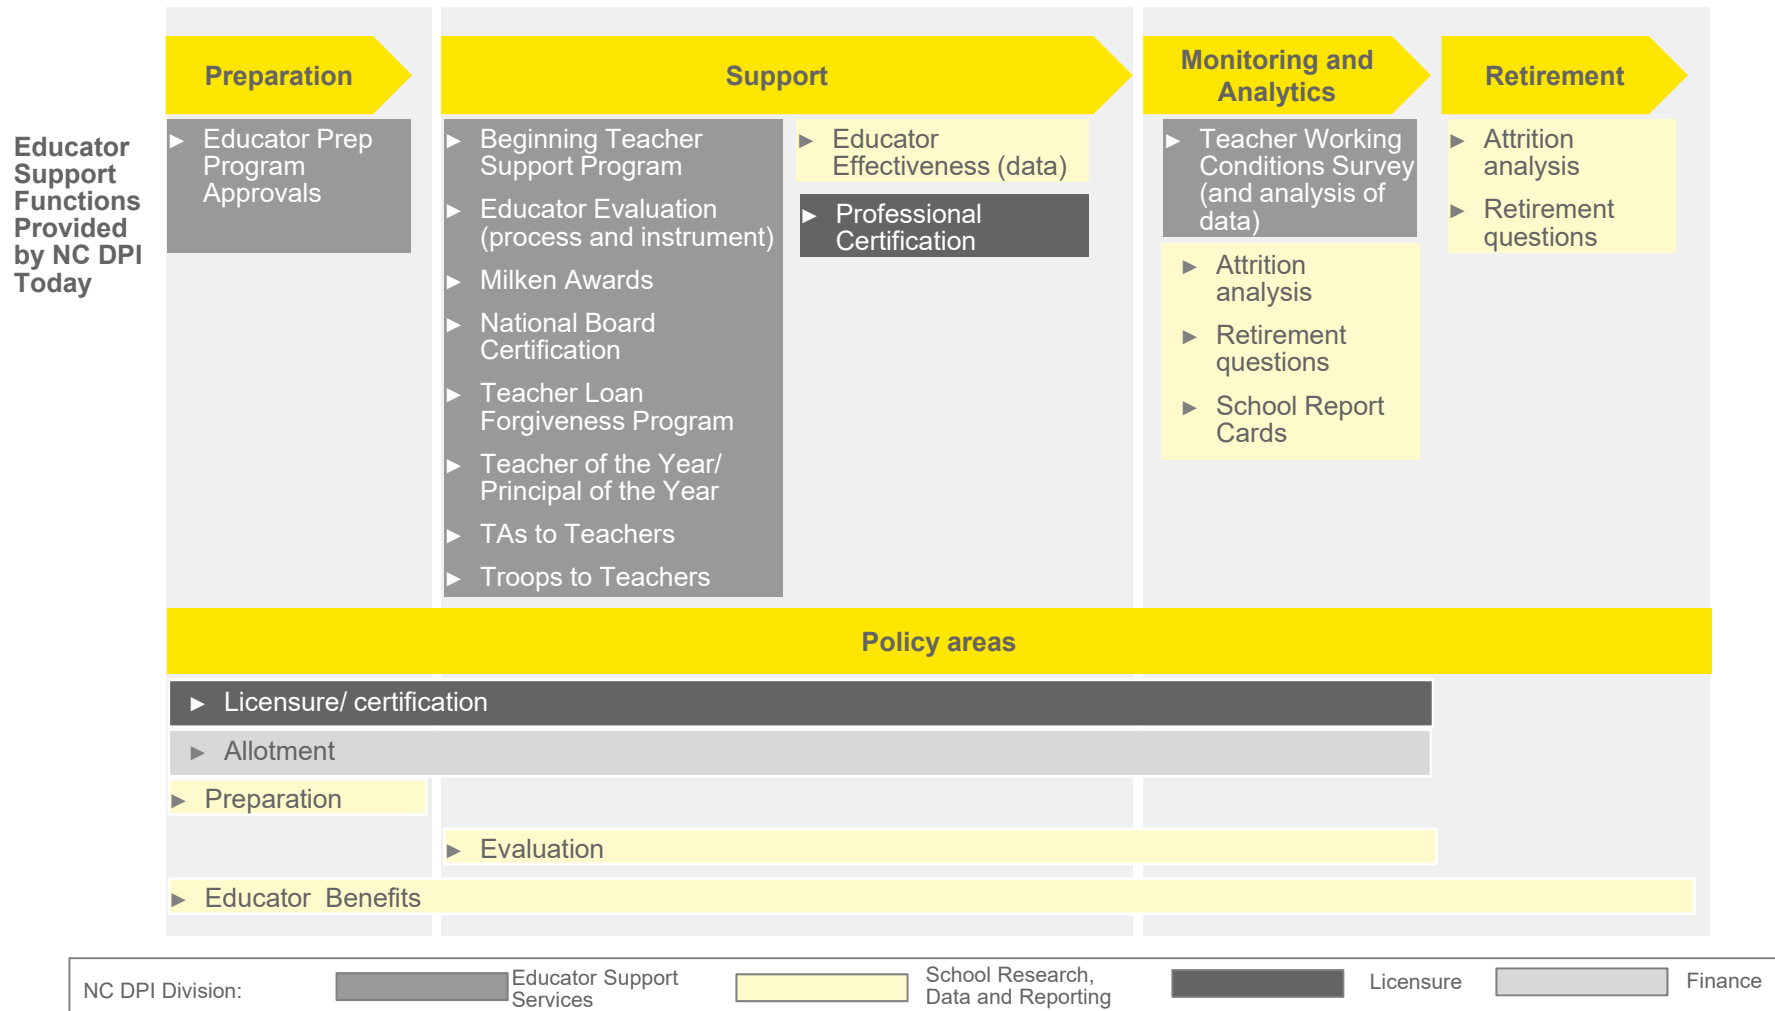 Educator
Support
Functions
Provided
by NC DPI
Today
Preparation
Support
Monitoring and
Analytics
Retirement
► Educator Prep
Program
Approvals
► Beginning Teacher
Support Program
► Educator Evaluation
(process and instrument)
► Milken Awards
► National Board
Certification
► Teacher Loan
Forgiveness Program
► Teacher of the Year/
Principal of the Year
► TAs to Teachers
► Troops to Teachers
► Educator
Effectiveness (data)
► Professional
Certification
► Teacher Working
Conditions Survey
(and analysis of
data)
► Attrition
analysis
► Retirement
questions
► School Report
Cards
► Attrition
analysis
► Retirement
questions
Policy areas
► Licensure/ certification
► Allotment
► Preparation
► Evaluation
► Educator Benefits
NC DPI Division:
Educator Support
Services
School Research,
Data and Reporting
Licensure
Finance